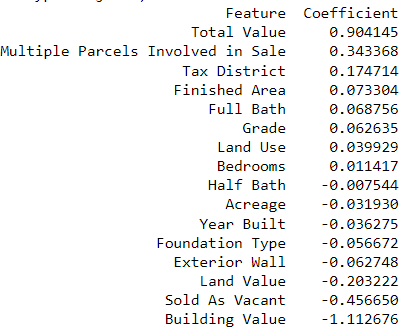 Feature Coefficient
Total Value 0.904145
Multiple Parcels Involved in Sale 0.343368
Tax District 0.174714
Finished Area 0.073304
Full Bath 0.068756
Grade 0.062635
Land Use 0.039929
Bedrooms 0.011417
Half Bath -0.007544
Acreage -0.031930
Year Built -0.036275
Foundation Type -0.056672
Exterior Wall -0.062748
Land Value -0.203222
Sold As Vacant -0.456650
Building Value -1.112676